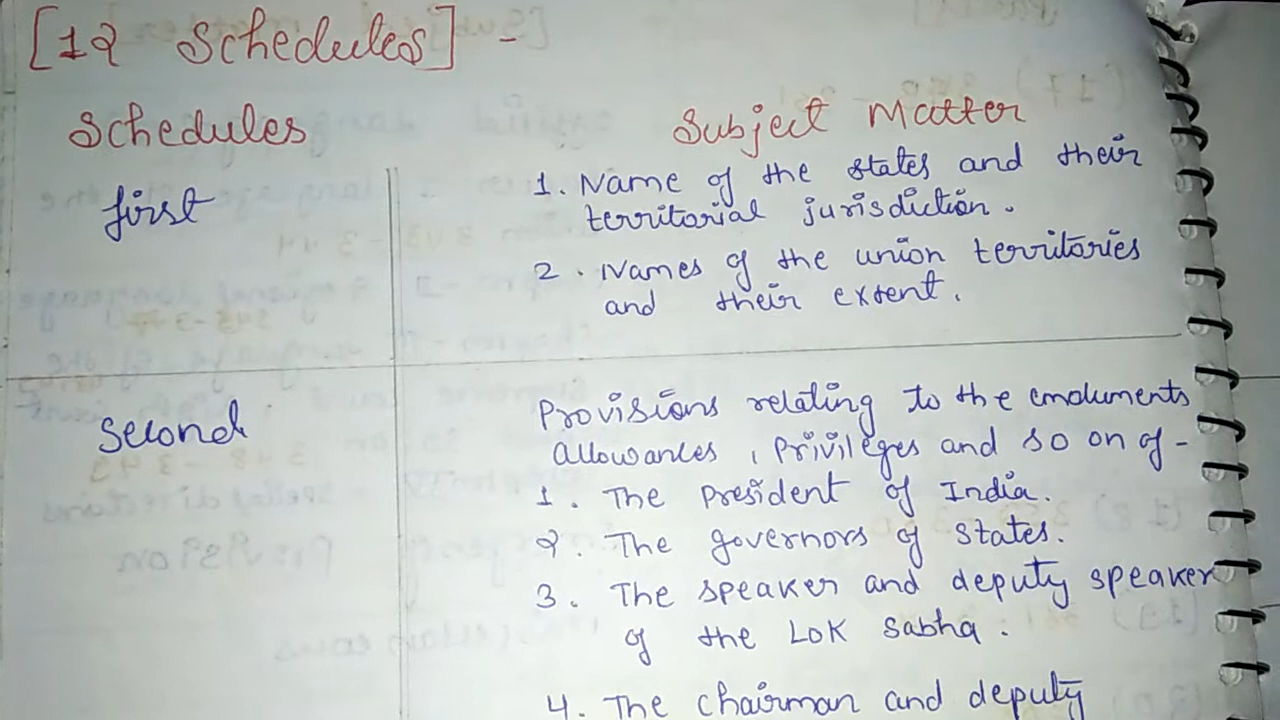 [12 Schedules] -
Schedules Subject Matter
first
1. Name of the states and their
territorial jurisdiction.
2. Names of the union territories
and their extent.
Second
Provisions relating to the emoluments
allowances, privileges and so on of -
1. The President of India.
2. The governors of states.
3. The speaker and deputy speaker
of the Lok Sabha.
4. The chairman and deputy